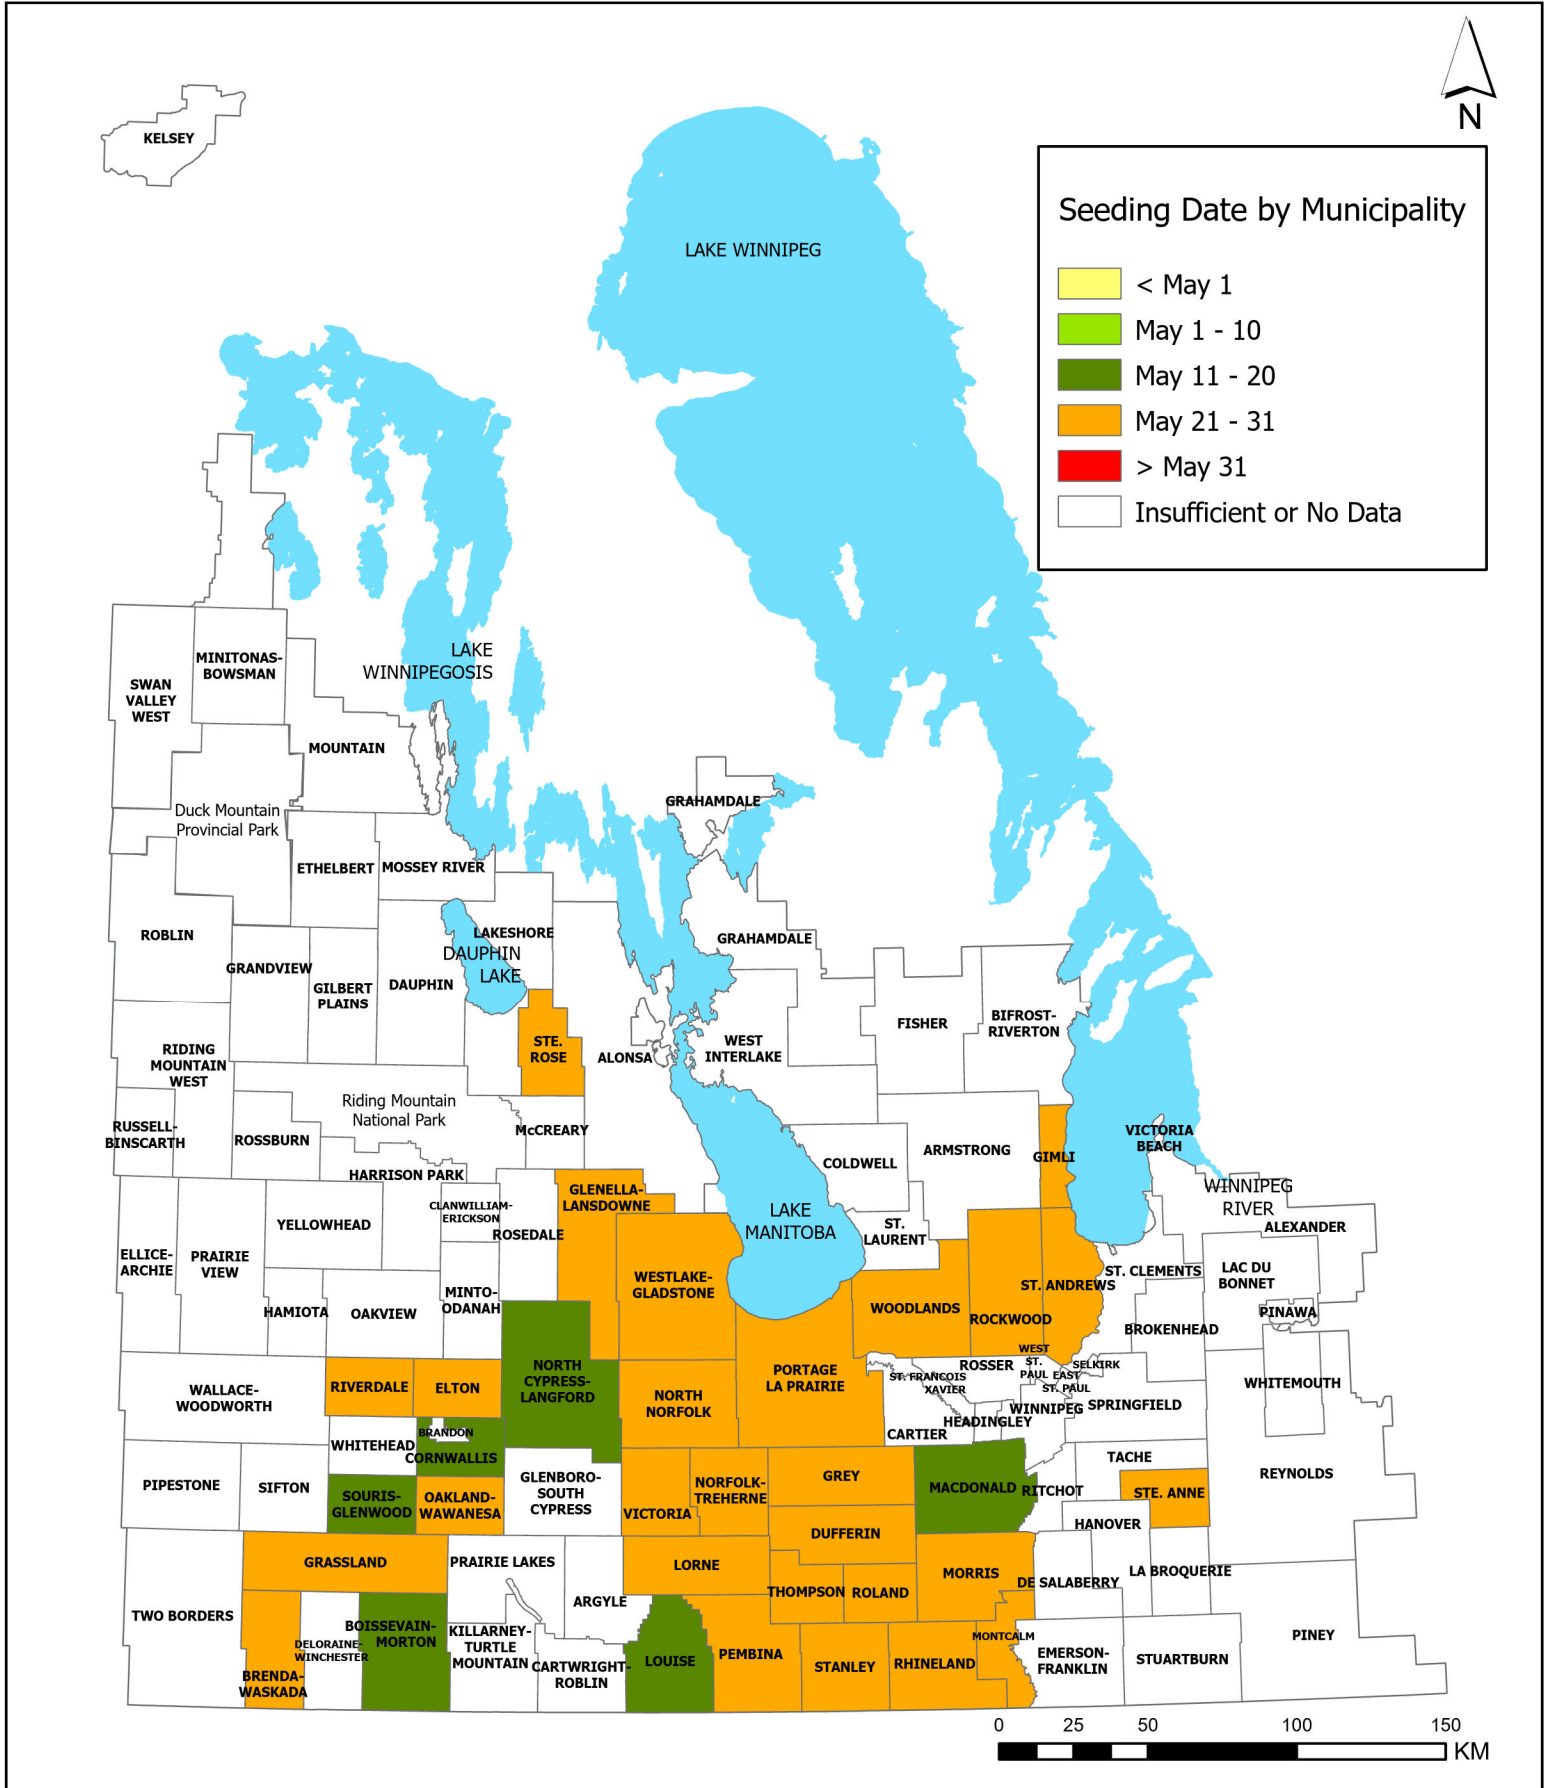 N
KELSEY
Seeding Date by Municipality
< May 1
May 1 - 10
May 11 - 20
May 21 - 31
> May 31
Insufficient or No Data
LAKE WINNIPEG
LAKE
WINNIPEGOSIS
MINITONAS-
BOWSMAN
SWAN
VALLEY
WEST
MOUNTAIN
Duck Mountain
Provincial Park
GRAHAMDALE
ETHELBERT
MOSSEY RIVER
ROBLIN
LAKESHORE
DAUPHIN
LAKE
GRAHAMDALE
GRANDVIEW
GILBERT
PLAINS
DAUPHIN
FISHER
BIFROST-
RIVERTON
STE.
ROSE
ALONSA
WEST
INTERLAKE
RIDING
MOUNTAIN
WEST
Riding Mountain
National Park
RUSSELL-
BINSCARTH
ROSSBURN
McCREARY
VICTORIA
BEACH
ARMSTRONG
GIMLI
COLDWELL
HARRISON PARK
GLENELLA-
LANSDOWNE
CLANWILLIAM-
ERICKSON
ROSEDALE
WINNIPEG
RIVER
LAKE
MANITOBA
ST.
LAURENT
YELLOWHEAD
ALEXANDER
ELLICE-
ARCHIE
PRAIRIE
VIEW
WESTLAKE-
GLADSTONE
ST. ANDREWS
ST. CLEMENTS
LAC DU
BONNET
HAMIOTA
OAKVIEW
MINTO-
ODANAH
WOODLANDS
ROCKWOOD
PINAWA
BROKENHEAD
WALLACE-
WOODWORTH
RIVERDALE
ELTON
NORTH
CYPRESS-
LANGFORD
NORTH
NORFOLK
PORTAGE
LA PRAIRIE
ST. FRANCOIS
XAVIER
ROSSER
WEST
ST.
PAUL
EAST
ST. PAUL
SELKIRK
WHITEMOUTH
WINNIPEG
SPRINGFIELD
HEADINGLEY
CARTIER
WHITEHEAD
BRANDON
CORNWALLIS
TACHE
PIPESTONE
SIFTON
SOURIS-
GLENWOOD
OAKLAND-
WAWANESA
GLENBORO-
SOUTH
CYPRESS
VICTORIA
NORFOLK-
TREHERNE
GREY
MACDONALD
RITCHOT
STE. ANNE
REYNOLDS
HANOVER
DUFFERIN
GRASSLAND
PRAIRIE LAKES
LORNE
MORRIS
DE SALABERRY
LA BROQUERIE
THOMPSON
ROLAND
ARGYLE
TWO BORDERS
BOISSEVAIN-
MORTON
DELORAINE-
WINCHESTER
KILLARNEY-
TURTLE
MOUNTAIN
CARTWRIGHT-
ROBLIN
LOUISE
PEMBINA
STANLEY
RHINELAND
MONTCALM
EMERSON-
FRANKLIN
STUARTBURN
PINEY
BRENDA-
WASKADA
0 25 50 100 150
KM